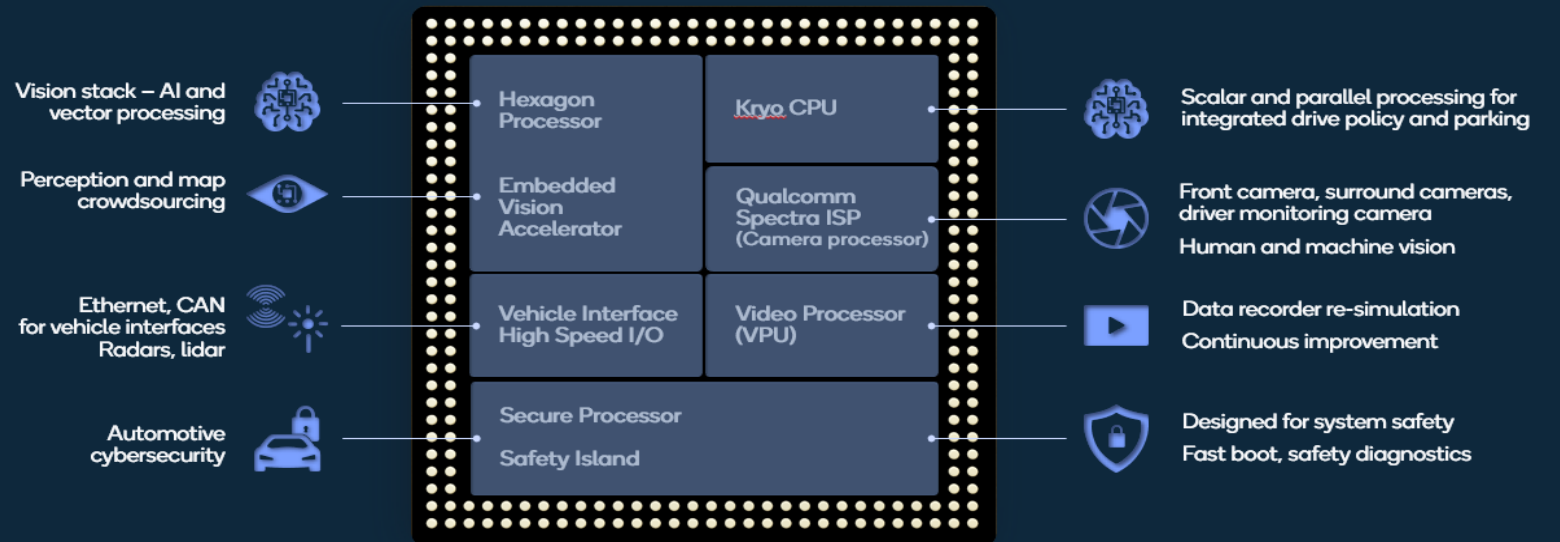 Vision stack – AI and
vector processing
Perception and map
crowdsourcing
Ethernet, CAN
for vehicle interfaces
Radars, lidar
Automotive
cybersecurity
Hexagon
Processor
Embedded
Vision
Accelerator
Kryo CPU
Qualcomm
Spectra ISP
(Camera processor)
Vehicle Interface
High Speed I/O
Video Processor
(VPU)
Secure Processor
Safety Island
Scalar and parallel processing for
integrated drive policy and parking
Front camera, surround cameras,
driver monitoring camera
Human and machine vision
Data recorder re-simulation
Continuous improvement
Designed for system safety
Fast boot, safety diagnostics